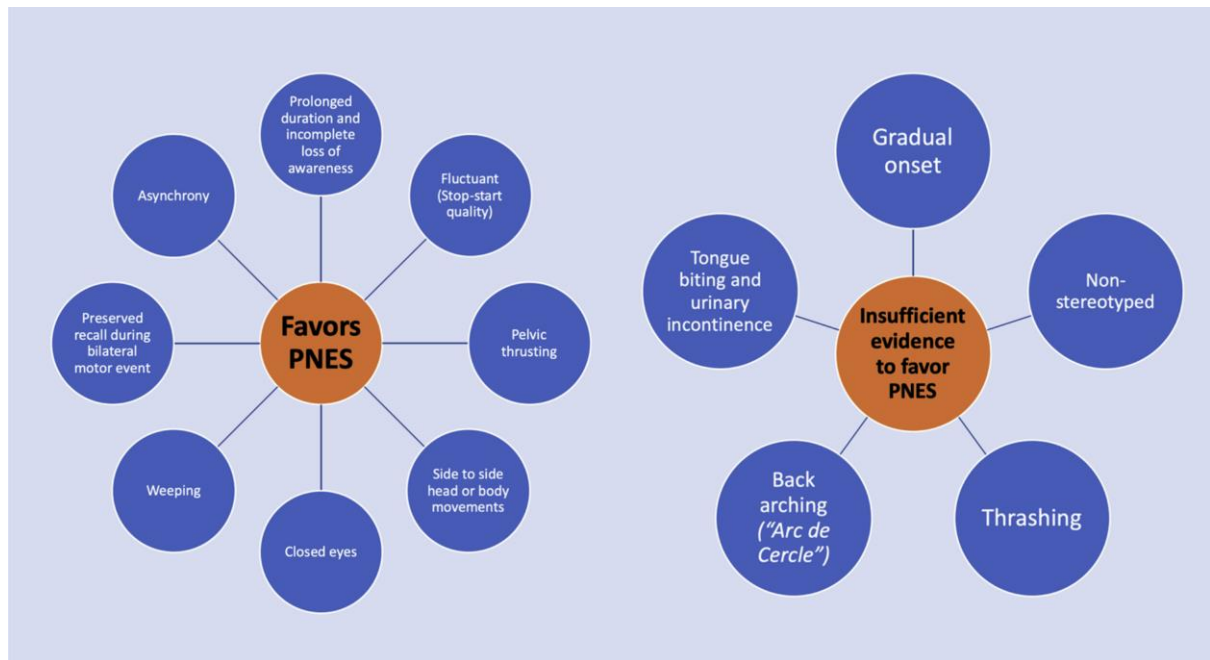 Prolonged
duration and
incomplete
loss of
awareness
Fluctuant
(Stop-start
quality)
Pelvic
thrusting
Side to side
head or body
movements
Closed eyes
Weeping
Preserved
recall during
bilateral
motor event
Asynchrony
Favors
PNES
Gradual
onset
Non-
stereotyped
Thrashing
Back
arching
("Arc de
Cercle")
Tongue
biting and
urinary
incontinence
Insufficient
evidence
to favor
PNES